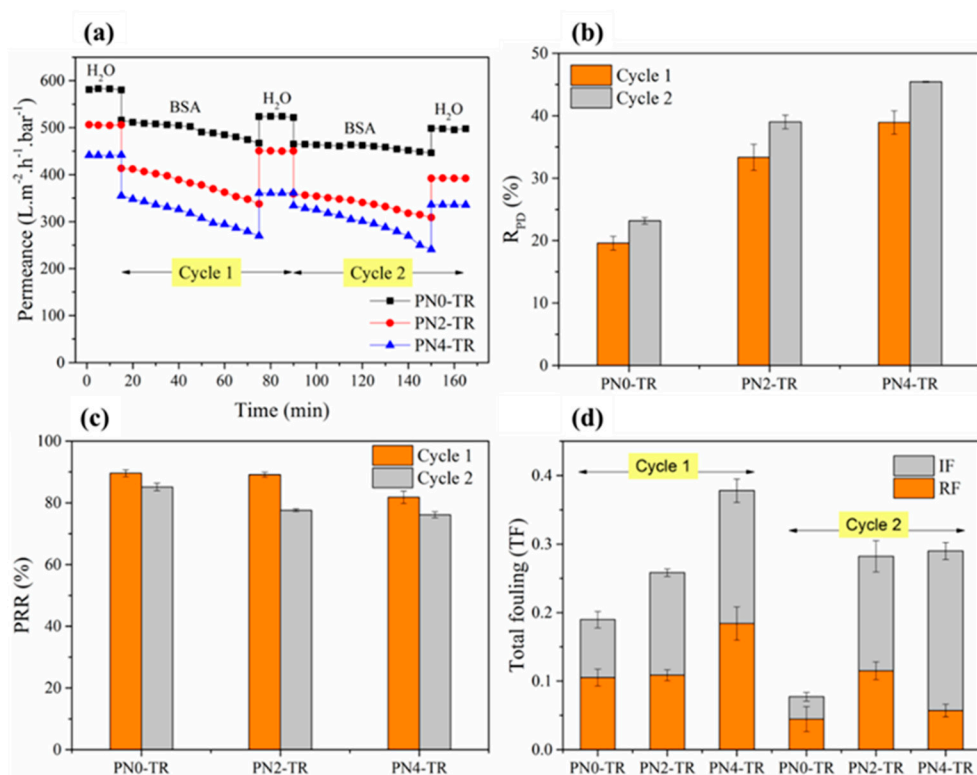 (a)
H₂O
BSA
H₂O
BSA
H₂O
Cycle 1
Cycle 2
PN0-TR
PN2-TR
PN4-TR
Permeance (L.m⁻².h⁻¹.bar⁻¹)
600
500
400
300
200
100
0
0 20 40 60 80 100 120 140 160
Time (min)
(b)
Cycle 1
Cycle 2
R_PD (%)
50
40
30
20
10
0
PN0-TR PN2-TR PN4-TR
(c)
Cycle 1
Cycle 2
PRR (%)
100
80
60
40
20
0
PN0-TR PN2-TR PN4-TR
(d)
Cycle 1
IF
RF
Cycle 2
Total fouling (TF)
0.4
0.3
0.2
0.1
0.0
PN0-TR PN2-TR PN4-TR PN0-TR PN2-TR PN4-TR